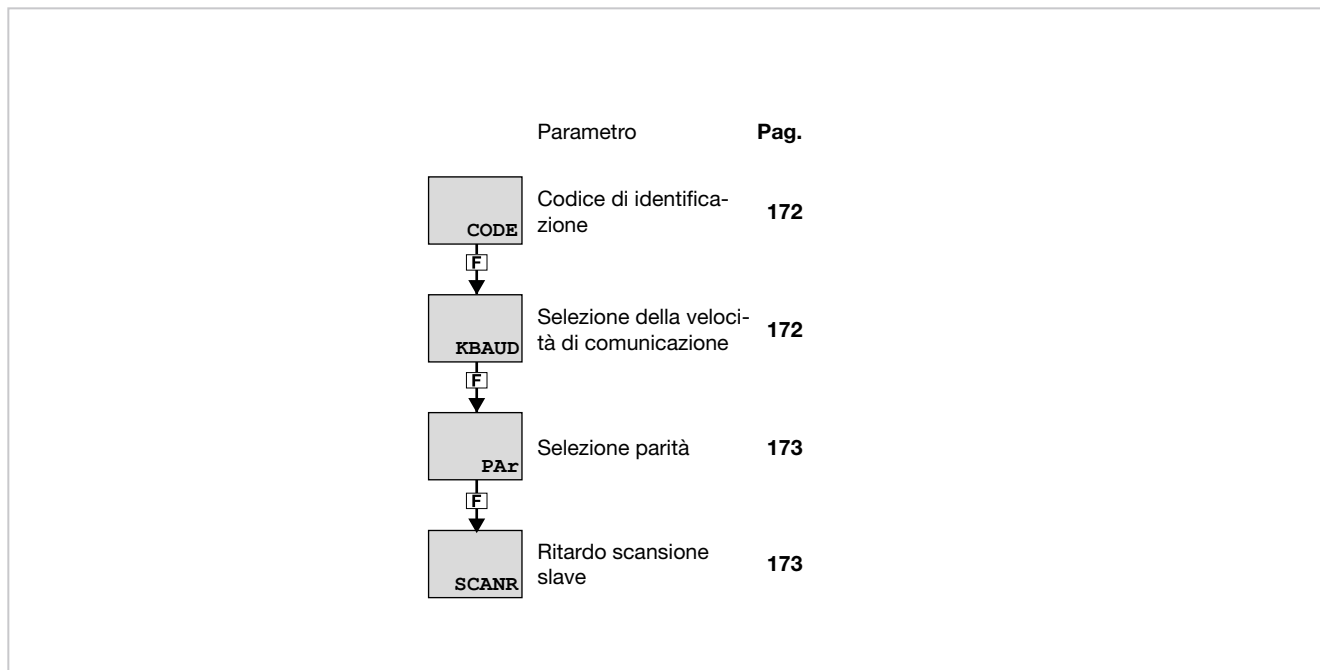 Parametro Pag.
CODE
Codice di identifica-
zione
172
F
KBAUD
Selezione della veloci-
tà di comunicazione
172
F
PAr
Selezione parità
173
F
SCANR
Ritardo scansione
slave
173